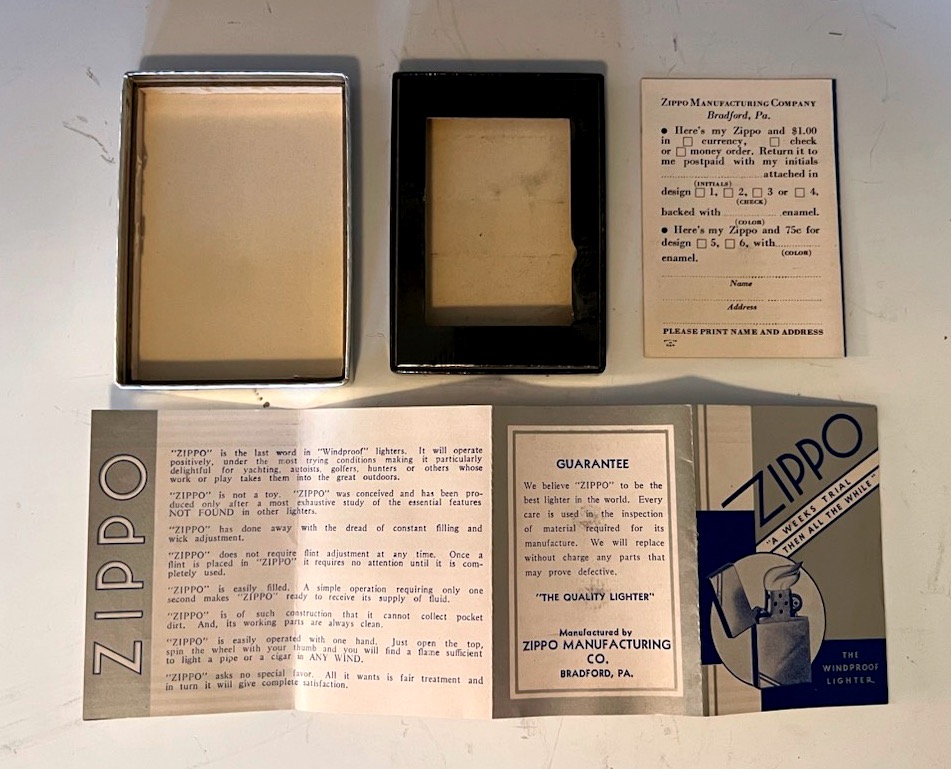 ZIPPO MANUFACTURING COMPANY
Bradford, Pa.
● Here's my Zippo and $1.00
in □ currency, □ check
or □ money order. Return it to
me postpaid with my initials
....................attached in
(INITIALS)
design □ 1, □ 2, □ 3 or □ 4,
(CHECK)
backed with ............... enamel.
(COLOR)
● Here's my Zippo and 75c for
design □ 5, □ 6, with............
(COLOR)
enamel.
Name
Address
PLEASE PRINT NAME AND ADDRESS
ZIPPO
"ZIPPO" is the last word in "Windproof" lighters. It will operate
positively, under the most trying conditions making it particularly
delightful for yachting, autoists, golfers, hunters or others whose
work or play takes them into the great outdoors.
"ZIPPO" is not a toy. "ZIPPO" was conceived and has been pro-
duced only after a most exhaustive study of the essential features
NOT FOUND in other lighters.
"ZIPPO" has done away with the dread of constant filling and
wick adjustment.
"ZIPPO" does not require flint adjustment at any time. Once a
flint is placed in "ZIPPO" it requires no attention until it is com-
pletely used.
"ZIPPO" is easily filled. A simple operation requiring only one
second makes "ZIPPO" ready to receive its supply of fluid.
"ZIPPO" is of such construction that it cannot collect pocket
dirt. And, its working parts are always clean.
"ZIPPO" is easily operated with one hand. Just open the top,
spin the wheel with your thumb and you will find a flame sufficient
to light a pipe or a cigar in ANY WIND.
"ZIPPO" asks no special favor. All it wants is fair treatment and
in turn it will give complete satisfaction.
GUARANTEE
We believe "ZIPPO" to be the
best lighter in the world. Every
care is used in the inspection
of material required for its
manufacture. We will replace
without charge any parts that
may prove defective.
"THE QUALITY LIGHTER"
Manufactured by
ZIPPO MANUFACTURING
CO.
BRADFORD, PA.
ZIPPO
"A WEEKS TRIAL
THEN ALL THE WHILE"
THE
WINDPROOF
LIGHTER